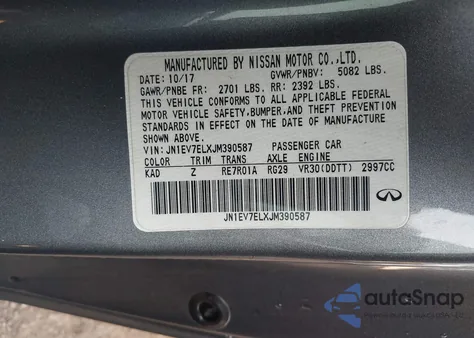 MANUFACTURED BY NISSAN MOTOR CO.,LTD.
DATE: 10/17 GVWR/PNBV: 5082 LBS.
GAWR/PNBE FR: 2701 LBS. RR: 2392 LBS.
THIS VEHICLE CONFORMS TO ALL APPLICABLE FEDERAL
MOTOR VEHICLE SAFETY,BUMPER,AND THEFT PREVENTION
STANDARDS IN EFFECT ON THE DATE OF MANUFACTURE
SHOWN ABOVE.
VIN: JN1EV7ELXJM390587 PASSENGER CAR
COLOR TRIM TRANS AXLE ENGINE
KAD Z RE7R01A RG29 VR30(DDTT) 2997CC
JN1EV7ELXJM390587
autoSnap